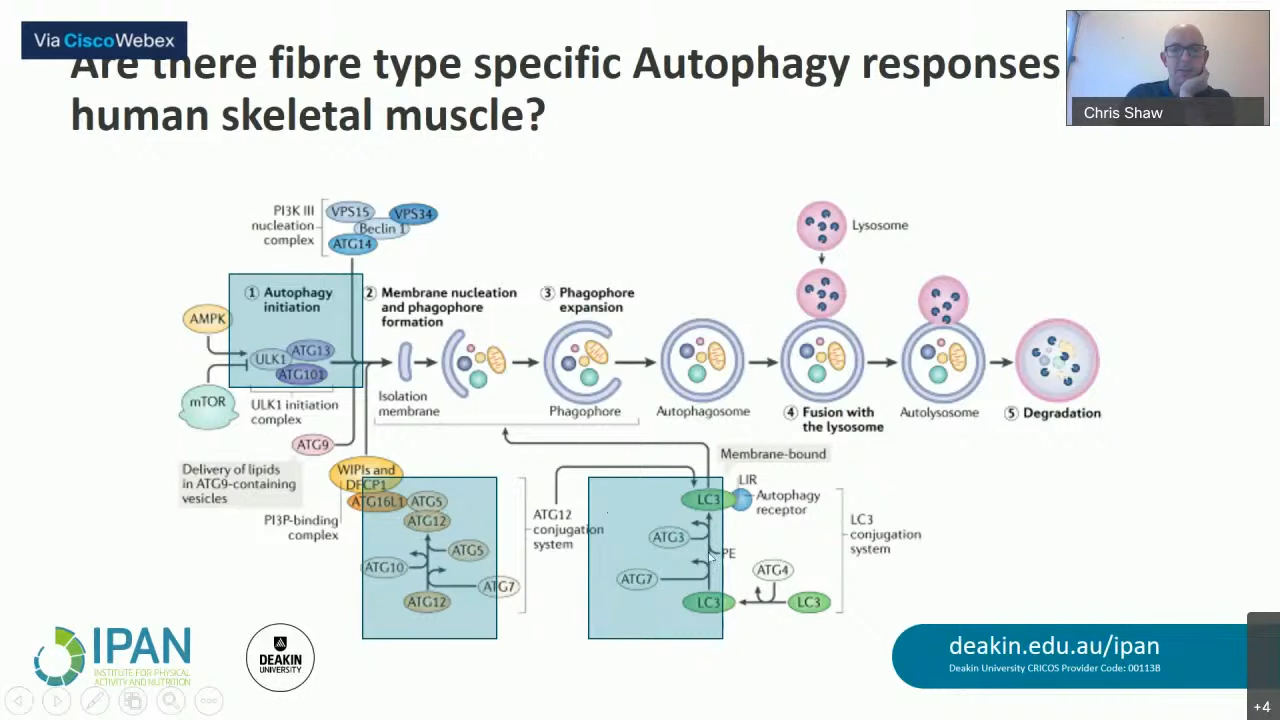 Via Cisco Webex
Are there fibre type specific Autophagy responses
human skeletal muscle?
Chris Shaw
PI3K III
nucleation
complex
VPS15
VPS34
Beclin 1
ATG14
Lysosome
① Autophagy
initiation
② Membrane nucleation
and phagophore
formation
③ Phagophore
expansion
AMPK
ULK1
ATG13
ATG101
mTOR
ULK1 initiation
complex
Isolation
membrane
Phagophore
Autophagosome
④ Fusion with
the lysosome
Autolysosome
⑤ Degradation
ATG9
Delivery of lipids
in ATG9-containing
vesicles
WIPIs and
DFCP1
ATG16L1
ATG5
ATG12
PI3P-binding
complex
ATG5
ATG10
ATG7
ATG12
ATG12
conjugation
system
Membrane-bound
LIR
LC3
Autophagy
receptor
ATG3
PE
ATG7
ATG4
LC3
LC3
LC3
conjugation
system
IPAN
INSTITUTE FOR PHYSICAL
ACTIVITY AND NUTRITION
DEAKIN
UNIVERSITY
deakin.edu.au/ipan
Deakin University CRICOS Provider Code: 00113B
+4